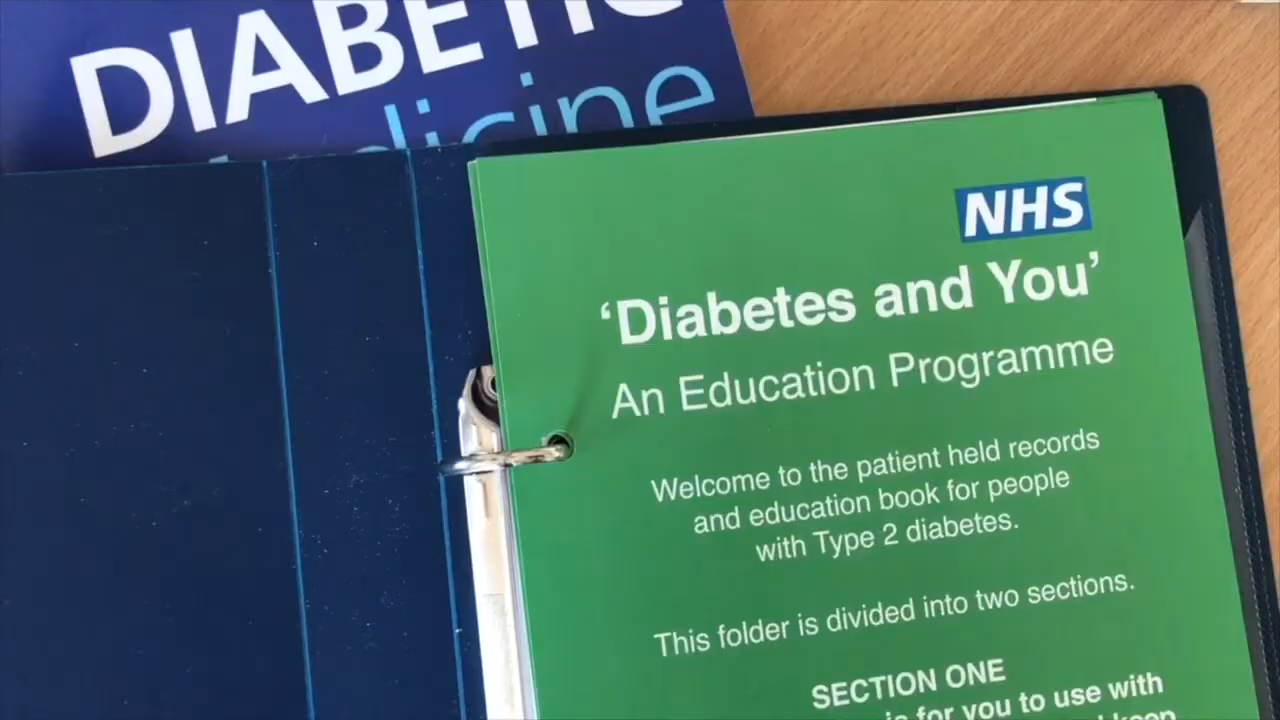 DIABETIC
Medicine
NHS
‘Diabetes and You’
An Education Programme
Welcome to the patient held records
and education book for people
with Type 2 diabetes.
This folder is divided into two sections.
SECTION ONE
is for you to use with
keep